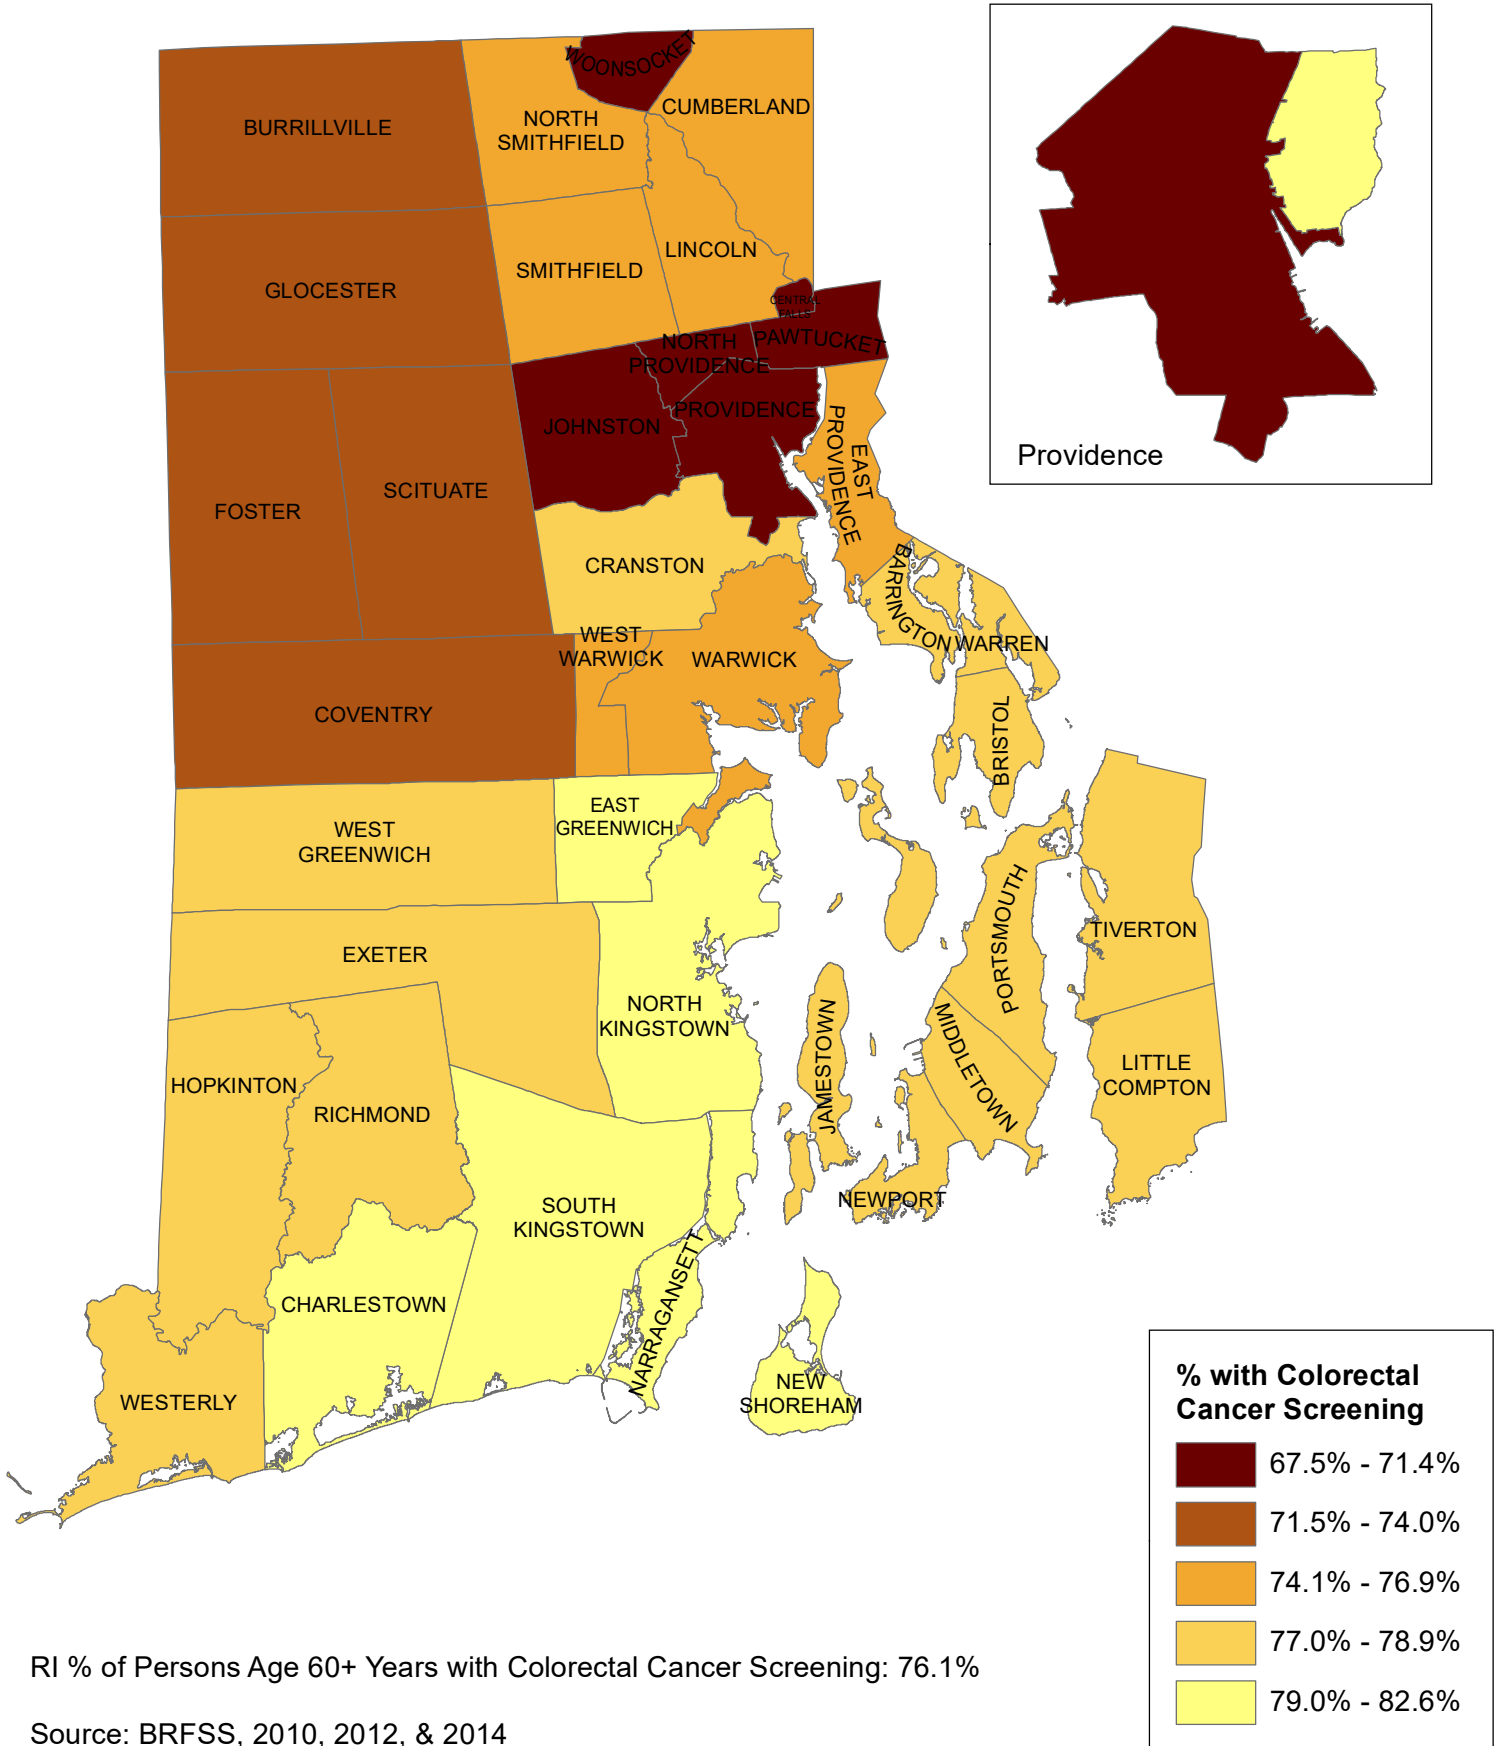 WOONSOCKET
CUMBERLAND
BURRILLVILLE
NORTH
SMITHFIELD
LINCOLN
SMITHFIELD
GLOCESTER
CENTRAL
FALLS
NORTH
PROVIDENCE
PAWTUCKET
PROVIDENCE
JOHNSTON
EAST
PROVIDENCE
Providence
SCITUATE
FOSTER
CRANSTON
BARRINGTON
WARREN
WEST
WARWICK
WARWICK
COVENTRY
BRISTOL
EAST
GREENWICH
WEST
GREENWICH
PORTSMOUTH
TIVERTON
EXETER
NORTH
KINGSTOWN
JAMESTOWN
MIDDLETOWN
LITTLE
COMPTON
HOPKINTON
RICHMOND
NEWPORT
SOUTH
KINGSTOWN
NARRAGANSETT
CHARLESTOWN
NEW
SHOREHAM
WESTERLY
% with Colorectal
Cancer Screening
67.5% - 71.4%
71.5% - 74.0%
74.1% - 76.9%
77.0% - 78.9%
79.0% - 82.6%
RI % of Persons Age 60+ Years with Colorectal Cancer Screening: 76.1%
Source: BRFSS, 2010, 2012, & 2014